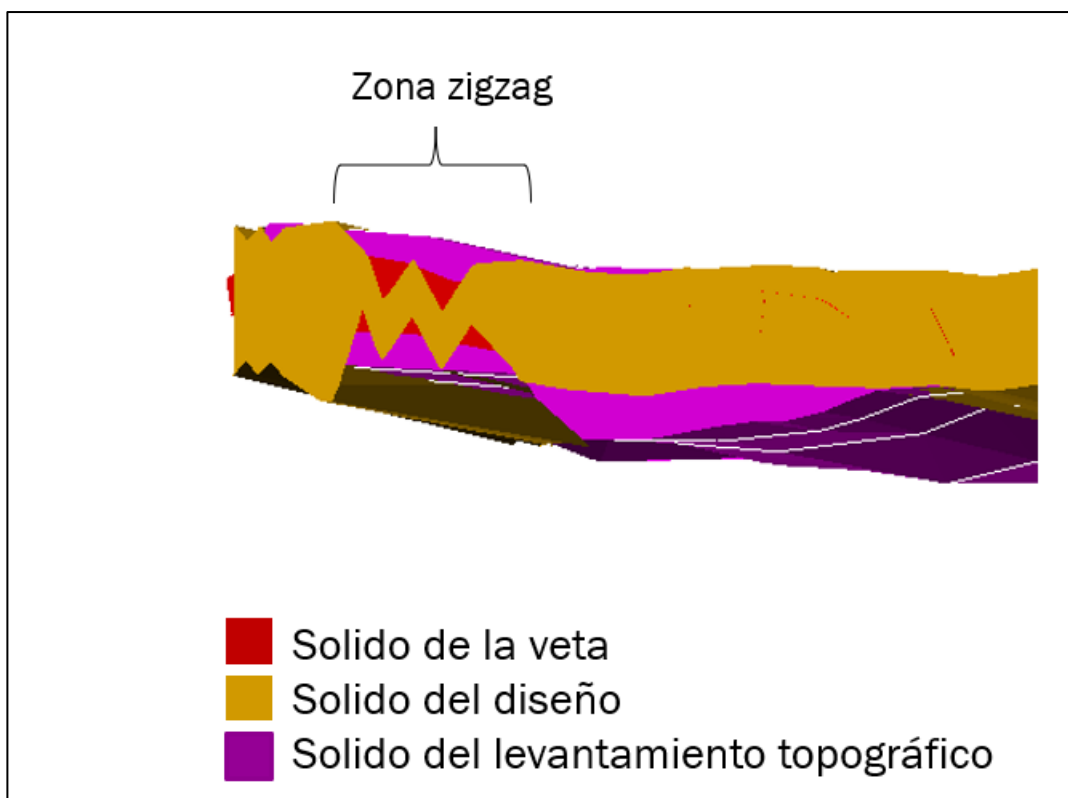 Zona zigzag
Solido de la veta
Solido del diseño
Solido del levantamiento topográfico